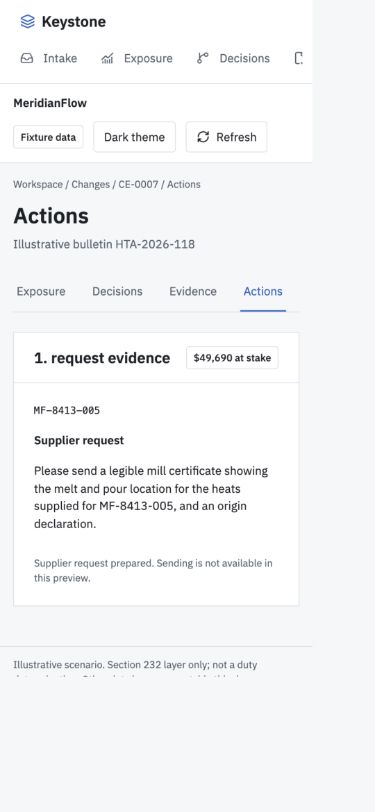 Keystone
Intake Exposure Decisions
MeridianFlow
Fixture data Dark theme Refresh
Workspace / Changes / CE-0007 / Actions
Actions
Illustrative bulletin HTA-2026-118
Exposure Decisions Evidence Actions
1. request evidence $49,690 at stake
MF-8413-005
Supplier request
Please send a legible mill certificate showing
the melt and pour location for the heats
supplied for MF-8413-005, and an origin
declaration.
Supplier request prepared. Sending is not available in
this preview.
Illustrative scenario. Section 232 layer only; not a duty